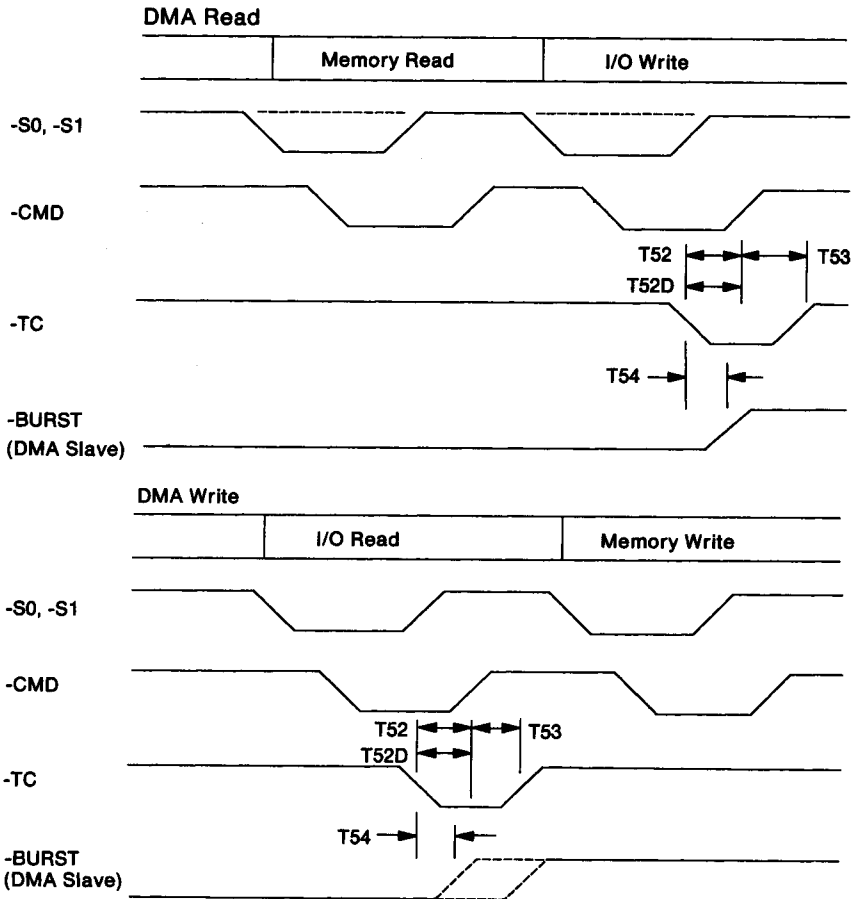 DMA Read
Memory Read I/O Write
-S0, -S1
-CMD
T52 T53
T52D
-TC
T54
-BURST
(DMA Slave)
DMA Write
I/O Read Memory Write
-S0, -S1
-CMD
T52 T53
T52D
-TC
T54
-BURST
(DMA Slave)